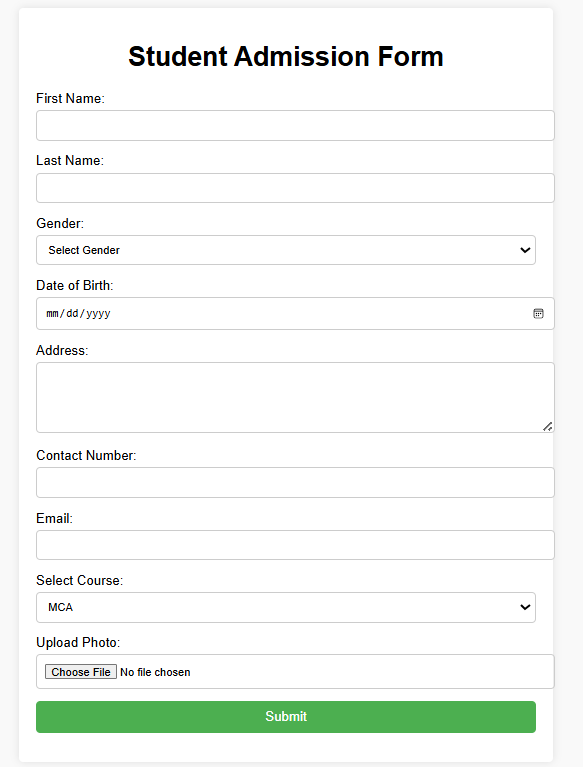 Student Admission Form
First Name:
Last Name:
Gender:
Select Gender
Date of Birth:
mm/dd/yyyy
Address:
Contact Number:
Email:
Select Course:
MCA
Upload Photo:
Choose File No file chosen
Submit